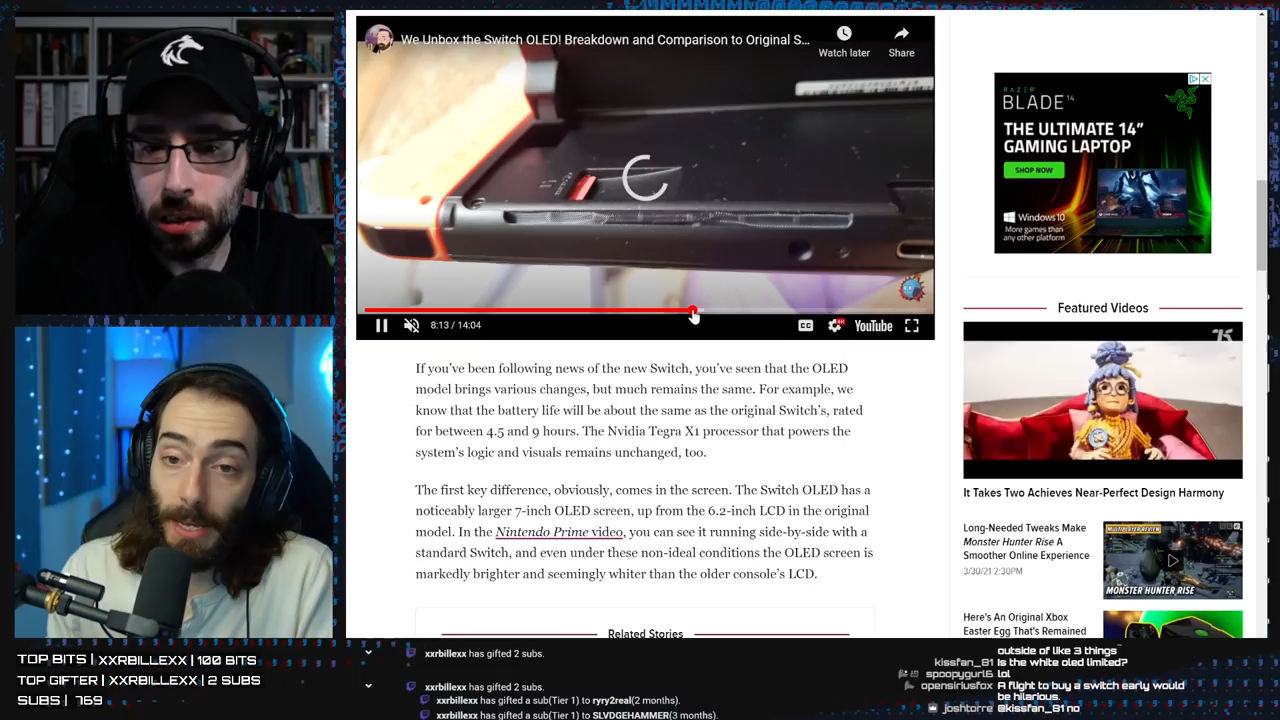 We Unbox the Switch OLED! Breakdown and Comparison to Original S...
Watch later
Share
8:13 / 14:04
CC
YouTube
If you've been following news of the new Switch, you've seen that the OLED
model brings various changes, but much remains the same. For example, we
know that the battery life will be about the same as the original Switch's, rated
for between 4.5 and 9 hours. The Nvidia Tegra X1 processor that powers the
system's logic and visuals remains unchanged, too.
The first key difference, obviously, comes in the screen. The Switch OLED has a
noticeably larger 7-inch OLED screen, up from the 6.2-inch LCD in the original
model. In the Nintendo Prime video, you can see it running side-by-side with a
standard Switch, and even under these non-ideal conditions the OLED screen is
markedly brighter and seemingly whiter than the older console's LCD.
Related Stories
RAZER
BLADE 14
THE ULTIMATE 14"
GAMING LAPTOP
SHOP NOW
Windows 10
More games than
any other platform
Featured Videos
It Takes Two Achieves Near-Perfect Design Harmony
Long-Needed Tweaks Make
Monster Hunter Rise A
Smoother Online Experience
3/30/21 2:30PM
MULTIPLAYER REVIEW
MONSTER HUNTER RISE
Here's An Original Xbox
Easter Egg That's Remained
TOP BITS | XXRBILLEXX | 100 BITS
TOP GIFTER | XXRBILLEXX | 2 SUBS
SUBS | 769
xxrbillexx has gifted 2 subs.
xxrbillexx has gifted 2 subs.
xxrbillexx has gifted a sub(Tier 1) to ryry2real(2 months).
xxrbillexx has gifted a sub(Tier 1) to SLVDGEHAMMER(3 months).
outside of like 3 things
kissfan_81 Is the white oled limited?
spoopygurl6 lol
opensiriusfox A flight to buy a switch early would
be hilarious.
joshtorre @kissfan_81 no